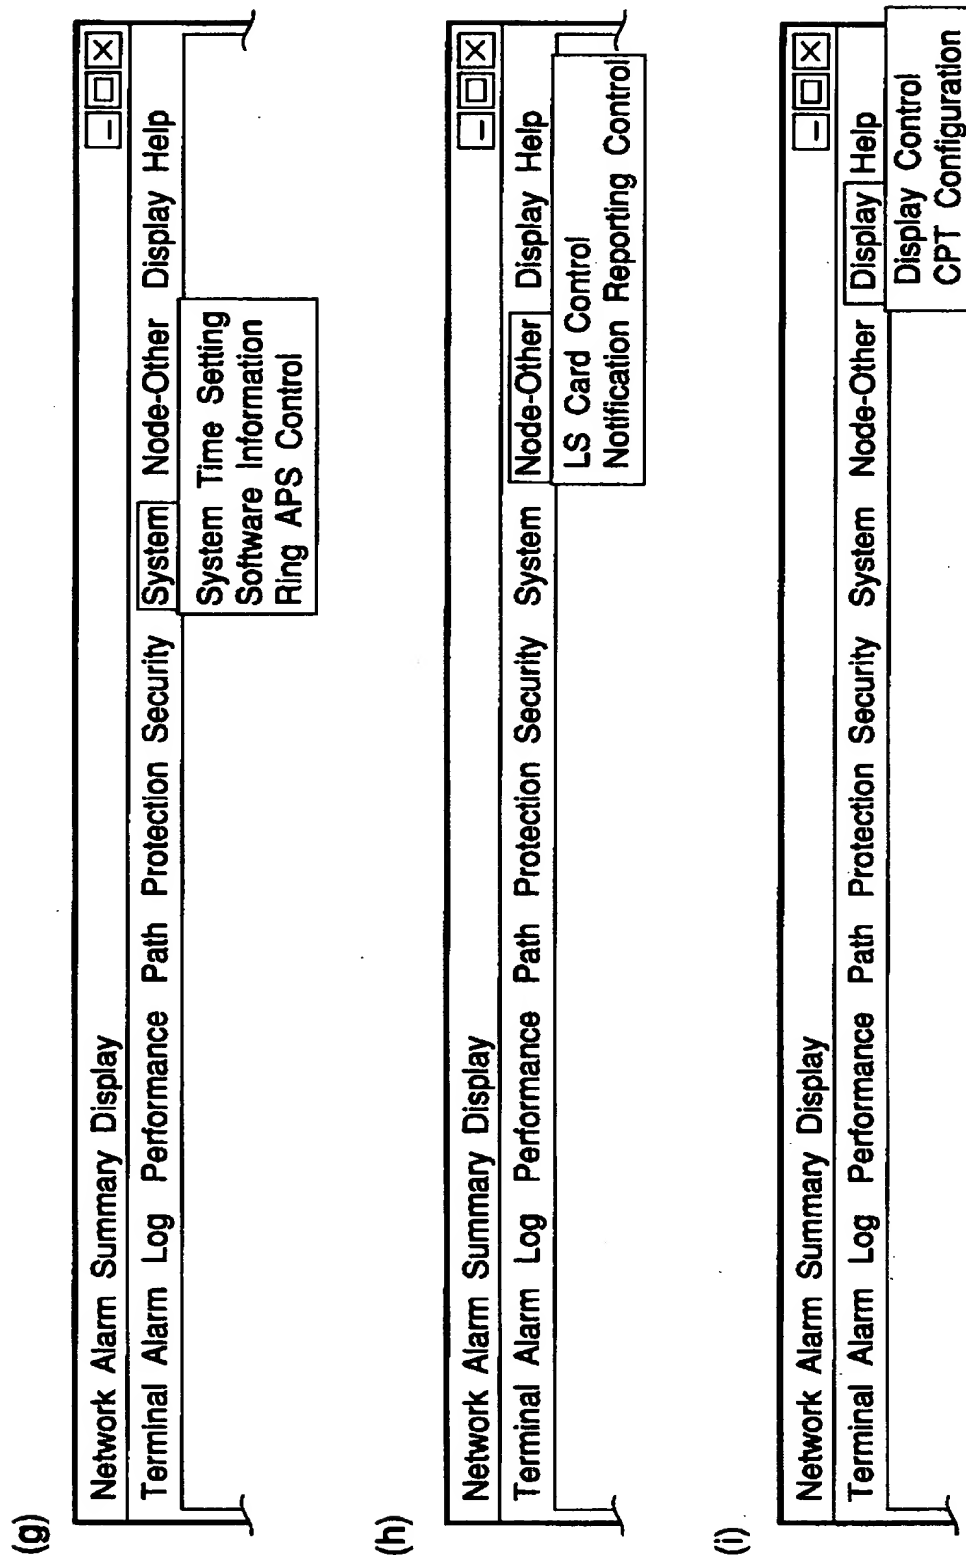 (g)
Network Alarm Summary Display
Terminal Alarm Log Performance Path Protection Security System Node-Other Display Help
System Time Setting
Software Information
Ring APS Control
(h)
Network Alarm Summary Display
Terminal Alarm Log Performance Path Protection Security System Node-Other Display Help
LS Card Control
Notification Reporting Control
(i)
Network Alarm Summary Display
Terminal Alarm Log Performance Path Protection Security System Node-Other Display Help
Display Control
CPT Configuration